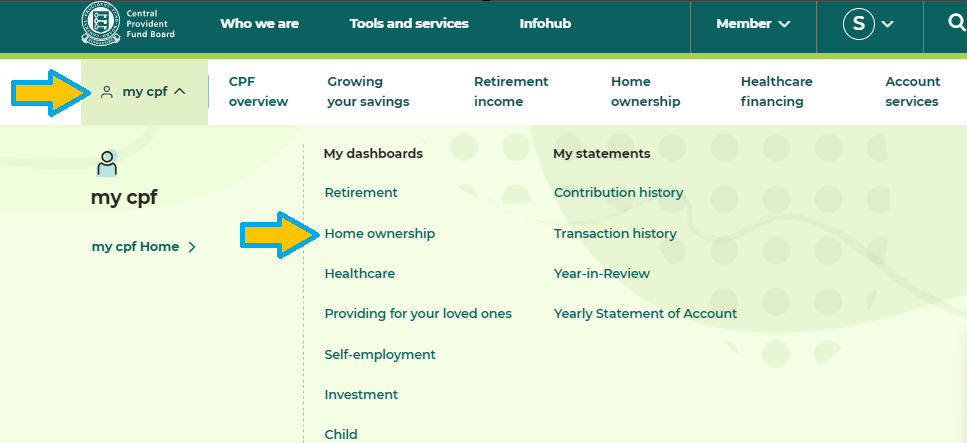 Central
Provident
Fund Board
Who we are
Tools and services
Infohub
Member
S
my cpf
CPF
overview
Growing
your savings
Retirement
income
Home
ownership
Healthcare
financing
Account
services
my cpf
my cpf Home
My dashboards
Retirement
Home ownership
Healthcare
Providing for your loved ones
Self-employment
Investment
Child
My statements
Contribution history
Transaction history
Year-in-Review
Yearly Statement of Account